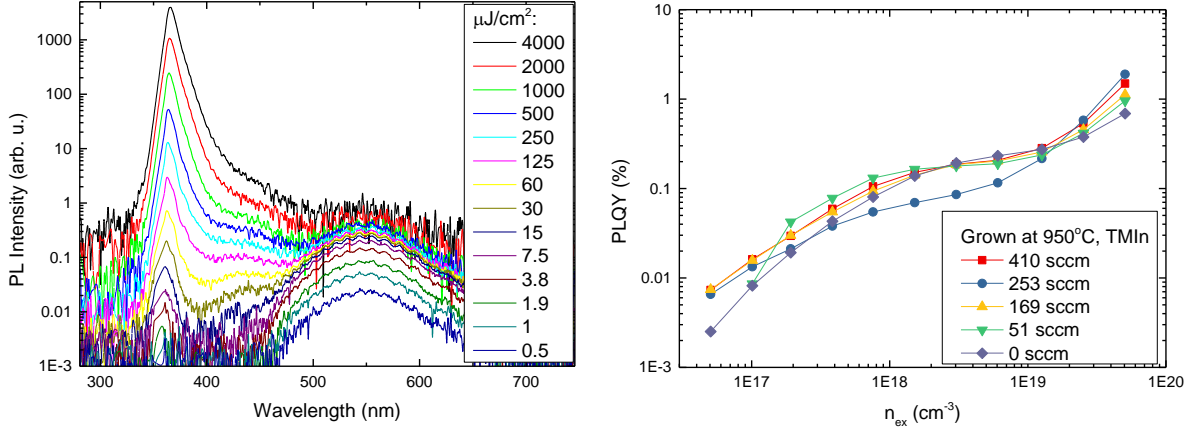 µJ/cm²:
4000
2000
1000
500
250
125
60
30
15
7.5
3.8
1.9
1
0.5
1000
100
10
1
0.1
0.01
1E-3
PL Intensity (arb. u.)
300
400
500
600
700
Wavelength (nm)
10
1
0.1
0.01
1E-3
PLQY (%)
Grown at 950°C, TMIn
410 sccm
253 sccm
169 sccm
51 sccm
0 sccm
1E17
1E18
1E19
1E20
n_ex (cm⁻³)